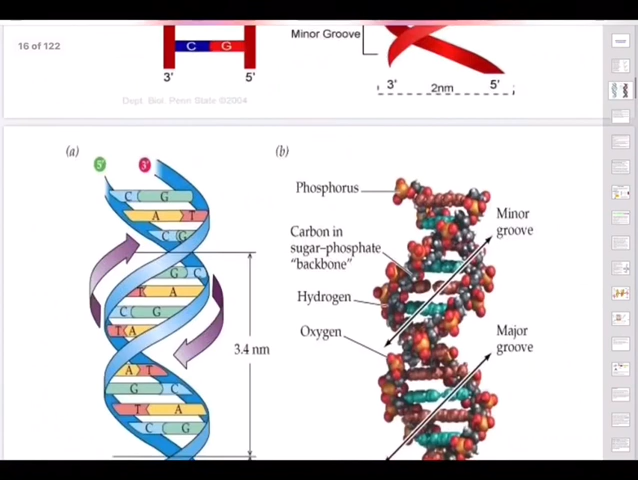 16 of 122
Minor Groove
C G
3' 5'
3' 2nm 5'
Dept. Biol. Penn State ©2004
(a)
5' 3'
C G
A T
C G
G C
T A
C G
T A
A T
G C
T A
C G
3.4 nm
(b)
Phosphorus
Minor
groove
Carbon in
sugar–phosphate
"backbone"
Hydrogen
Oxygen
Major
groove